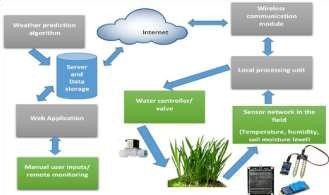 Weather prediction
algorithm
Internet
Wireless
communication
module
Server
and
Data
storage
Local processing unit
Water controller/
valve
Web Application
Sensor network in the
field
(Temperature, humidity,
soil moisture level)
Manual user inputs/
remote monitoring